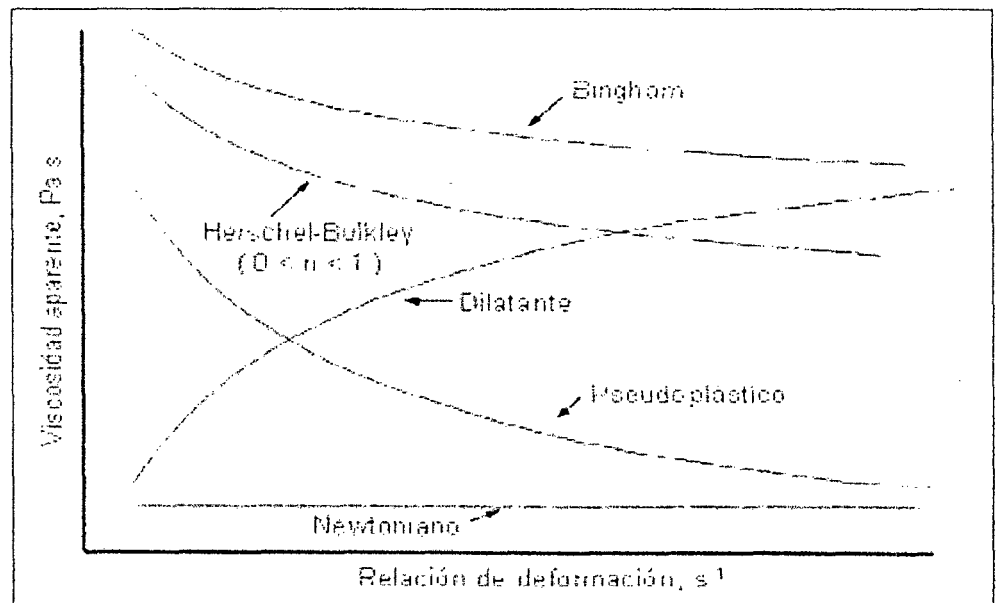 Bingham
Herschel-Bulkley
( 0 < n < 1 )
Dilatante
Pseudoplástico
Newtoniano
Viscosidad aparente, Pa s
Relación de deformación, s-1